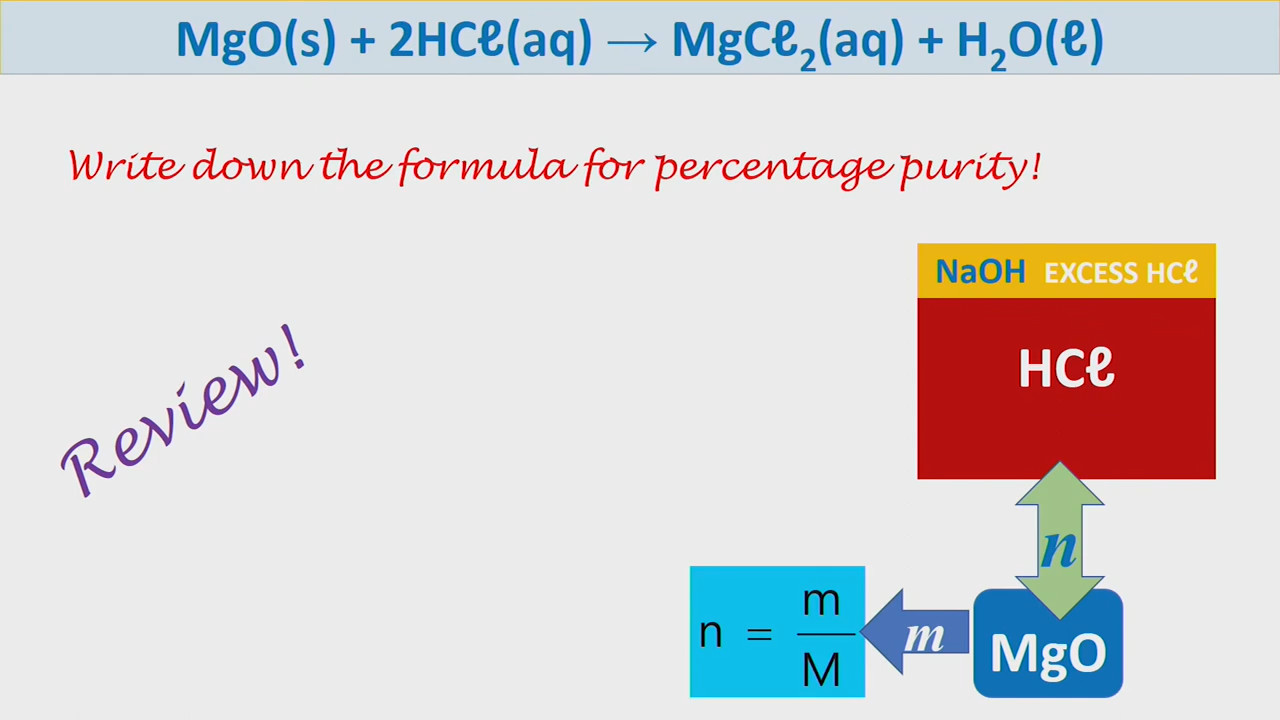 MgO(s) + 2HCℓ(aq) → MgCℓ₂(aq) + H₂O(ℓ)
Write down the formula for percentage purity!
NaOH EXCESS HCℓ
HCℓ
Review!
n
n = m/M
m
MgO